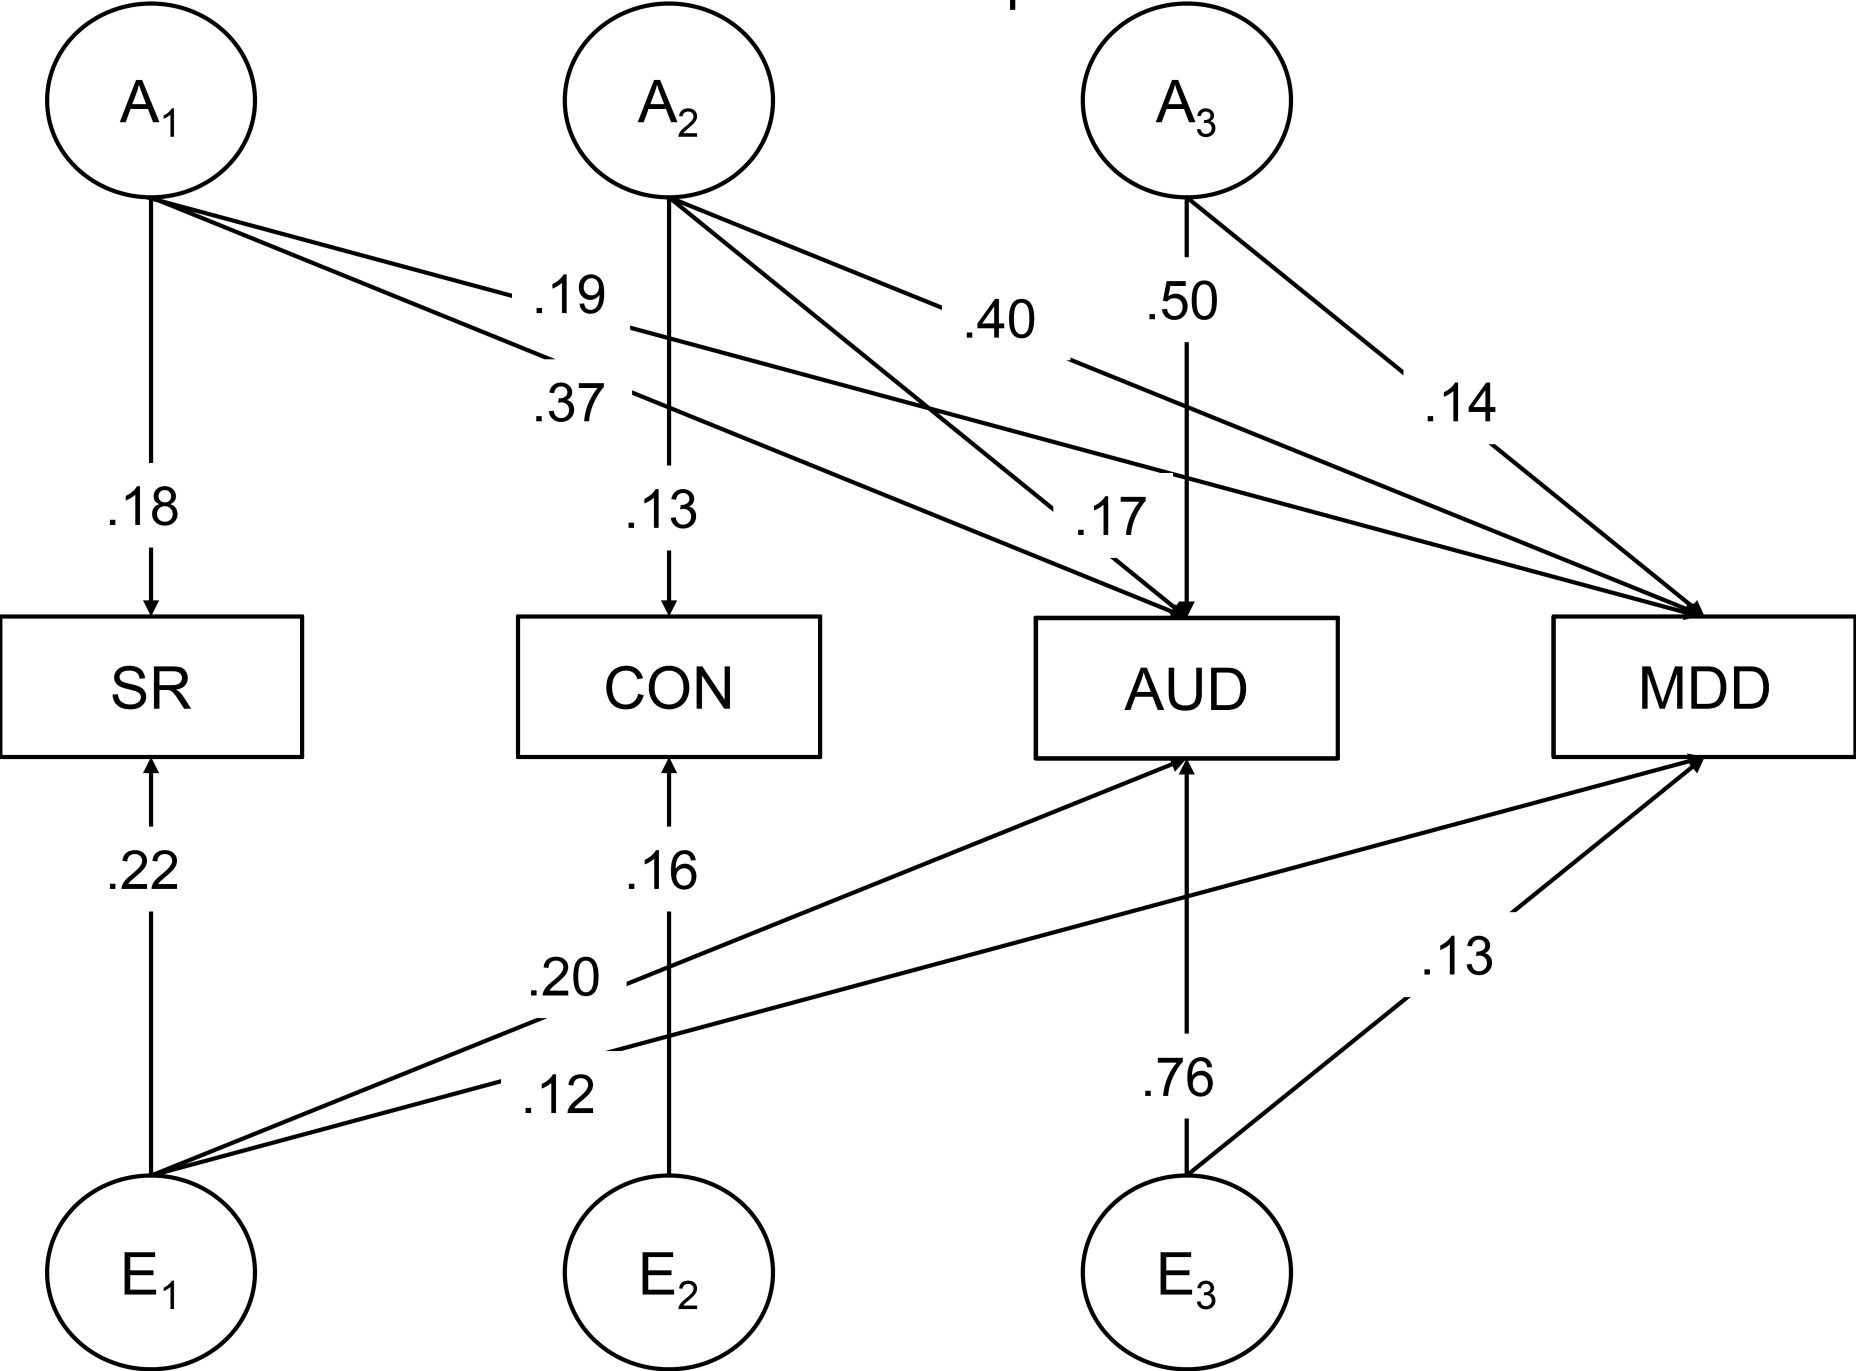 A1 A2 A3
.19 .40 .50
.37 .14
.18 .13 .17
SR CON AUD MDD
.22 .16
.20 .13
.12 .76
E1 E2 E3